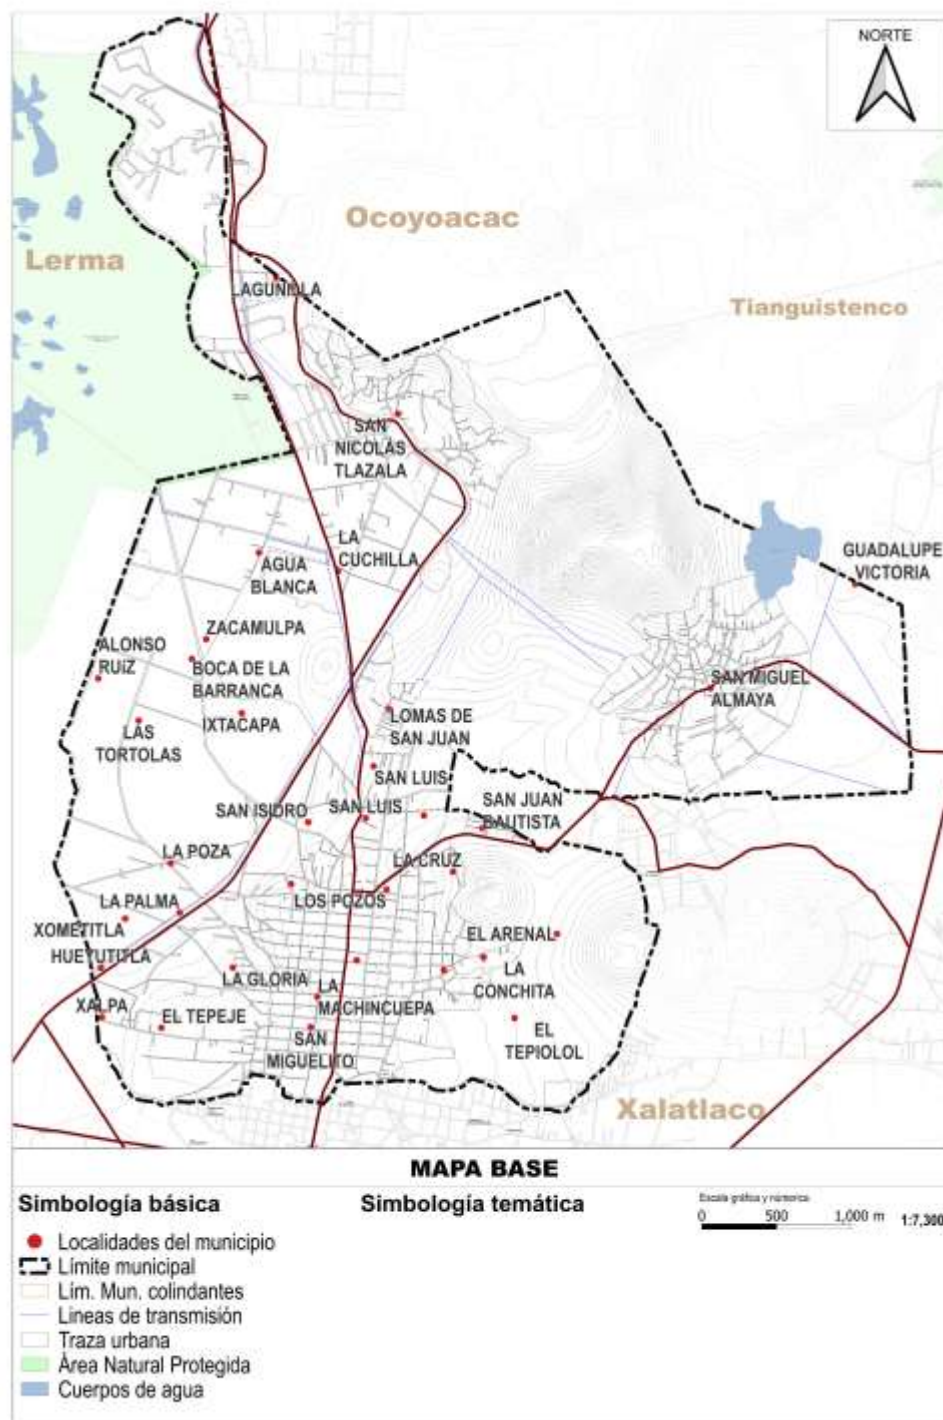 NORTE
Ocoyoacac
Lerma
LAGUNILLA
Tianguistenco
SAN
NICOLÁS
TLAZALA
LA
CUCHILLA
AGUA
BLANCA
GUADALUPE
VICTORIA
ZACAMULPA
ALONSO
RUÍZ
BOCA DE LA
BARRANCA
SAN MIGUEL
ALMAYA
IXTACAPA
LAS
TORTOLAS
LOMAS DE
SAN JUAN
SAN LUIS
SAN ISIDRO
SAN LUIS
SAN JUAN
BAUTISTA
LA POZA
LA CRUZ
LA PALMA
LOS POZOS
XOMETITLA
EL ARENAL
HUEYUTITLA
LA GLORIA
LA
CONCHITA
LA
MACHINCUEPA
XALPA
EL TEPEJE
SAN
MIGUELITO
EL
TEPIOLOL
Xalatlaco
MAPA BASE
Simbología básica
Simbología temática
Escala gráfica y númerica
0 500 1,000 m 1:7,300
Localidades del municipio
Límite municipal
Lím. Mun. colindantes
Lineas de transmisión
Traza urbana
Área Natural Protegida
Cuerpos de agua